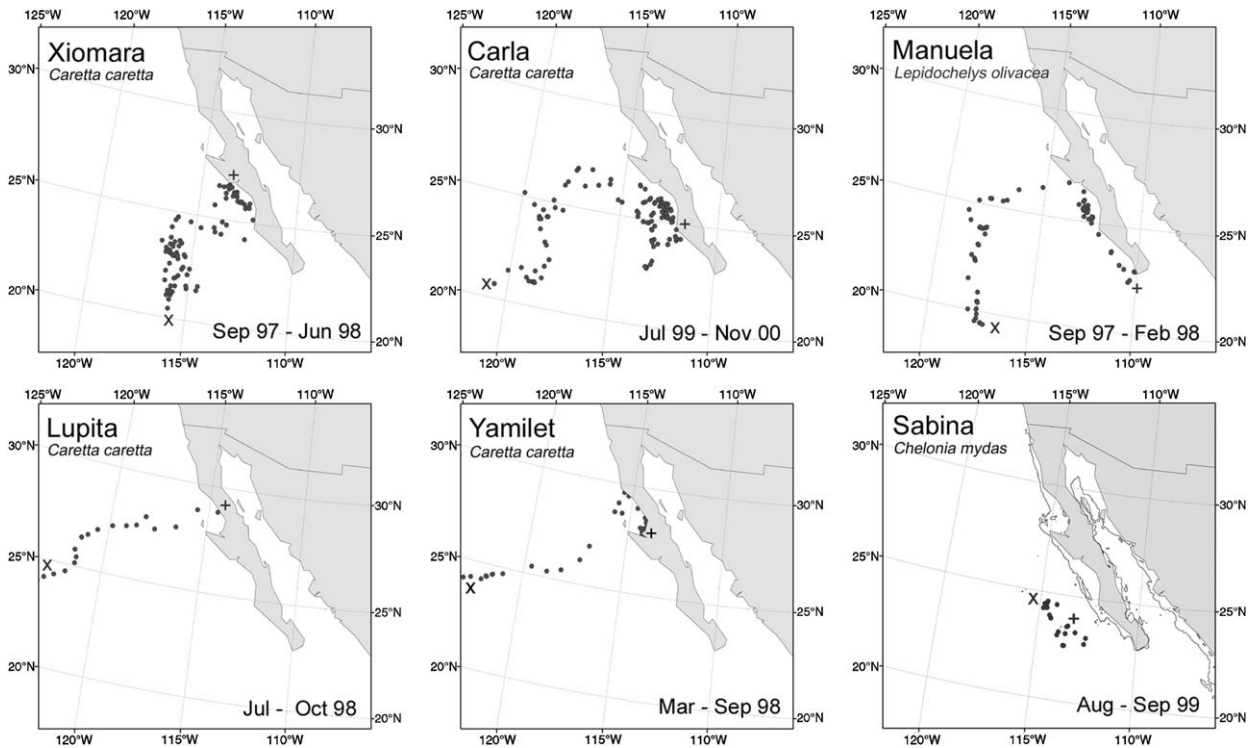 125°W 120°W 115°W 110°W
Xiomara
Caretta caretta
30°N
30°N
25°N
25°N
20°N
20°N
Sep 97 - Jun 98
120°W 115°W 110°W
125°W 120°W 115°W 110°W
Carla
Caretta caretta
30°N
30°N
25°N
25°N
20°N
20°N
Jul 99 - Nov 00
120°W 115°W 110°W
120°W 115°W 110°W
Manuela
Lepidochelys olivacea
30°N
30°N
25°N
25°N
20°N
20°N
Sep 97 - Feb 98
120°W 115°W 110°W
125°W 120°W 115°W 110°W
Lupita
Caretta caretta
30°N
30°N
25°N
25°N
20°N
20°N
Jul - Oct 98
120°W 115°W 110°W
125°W 120°W 115°W 110°W
Yamilet
Caretta caretta
30°N
30°N
25°N
25°N
20°N
20°N
Mar - Sep 98
120°W 115°W 110°W
120°W 115°W 110°W
Sabina
Chelonia mydas
30°N
30°N
25°N
25°N
20°N
20°N
Aug - Sep 99
120°W 115°W 110°W